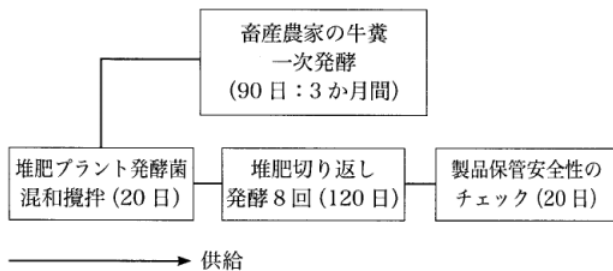 畜産農家の牛糞
一次発酵
(90日：3か月間)
堆肥プラント発酵菌
混和攪拌(20日)
堆肥切り返し
発酵8回(120日)
製品保管安全性の
チェック(20日)
供給